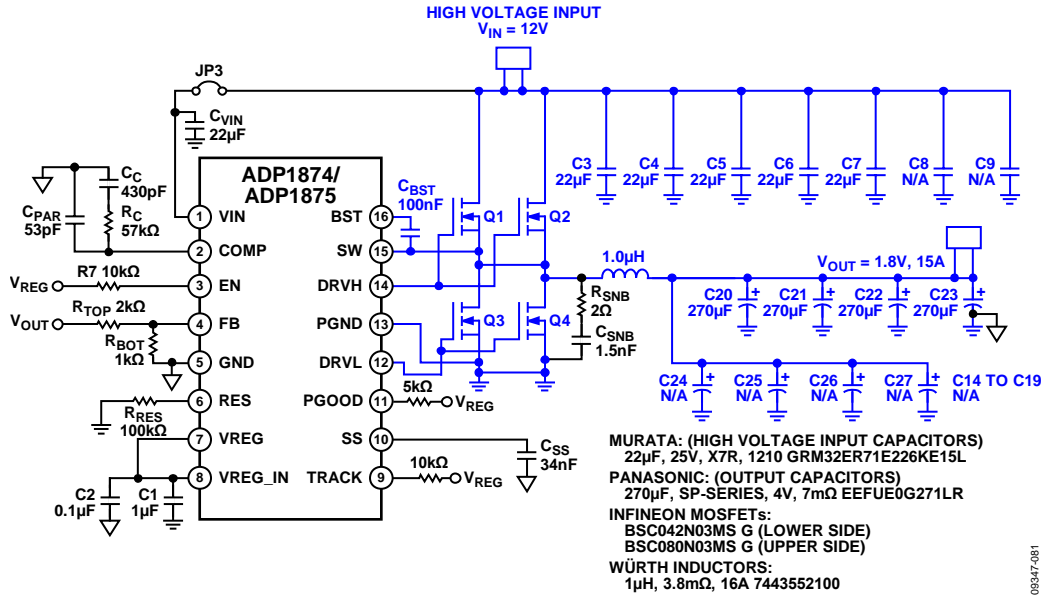 HIGH VOLTAGE INPUT
VIN = 12V
JP3
CVIN
22µF
CC
430pF
CPAR
53pF
RC
57kΩ
VREG
R7 10kΩ
VOUT
RTOP 2kΩ
RBOT
1kΩ
RRES
100kΩ
C2
0.1µF
C1
1µF
ADP1874/
ADP1875
1 VIN
2 COMP
3 EN
4 FB
5 GND
6 RES
7 VREG
8 VREG_IN
BST 16
SW 15
DRVH 14
PGND 13
DRVL 12
PGOOD 11
SS 10
TRACK 9
CBST
100nF
Q1
Q2
Q3
Q4
5kΩ
VREG
CSS
34nF
10kΩ
VREG
C3
22µF
C4
22µF
C5
22µF
C6
22µF
C7
22µF
C8
N/A
C9
N/A
1.0µH
RSNB
2Ω
CSNB
1.5nF
VOUT = 1.8V, 15A
C20
270µF
+
C21
270µF
+
C22
270µF
+
C23
270µF
+
C24
N/A
+
C25
N/A
+
C26
N/A
+
C27
N/A
+
C14 TO C19
N/A
MURATA: (HIGH VOLTAGE INPUT CAPACITORS)
22µF, 25V, X7R, 1210 GRM32ER71E226KE15L
PANASONIC: (OUTPUT CAPACITORS)
270µF, SP-SERIES, 4V, 7mΩ EEFUE0G271LR
INFINEON MOSFETs:
BSC042N03MS G (LOWER SIDE)
BSC080N03MS G (UPPER SIDE)
WÜRTH INDUCTORS:
1µH, 3.8mΩ, 16A 7443552100
09347-081